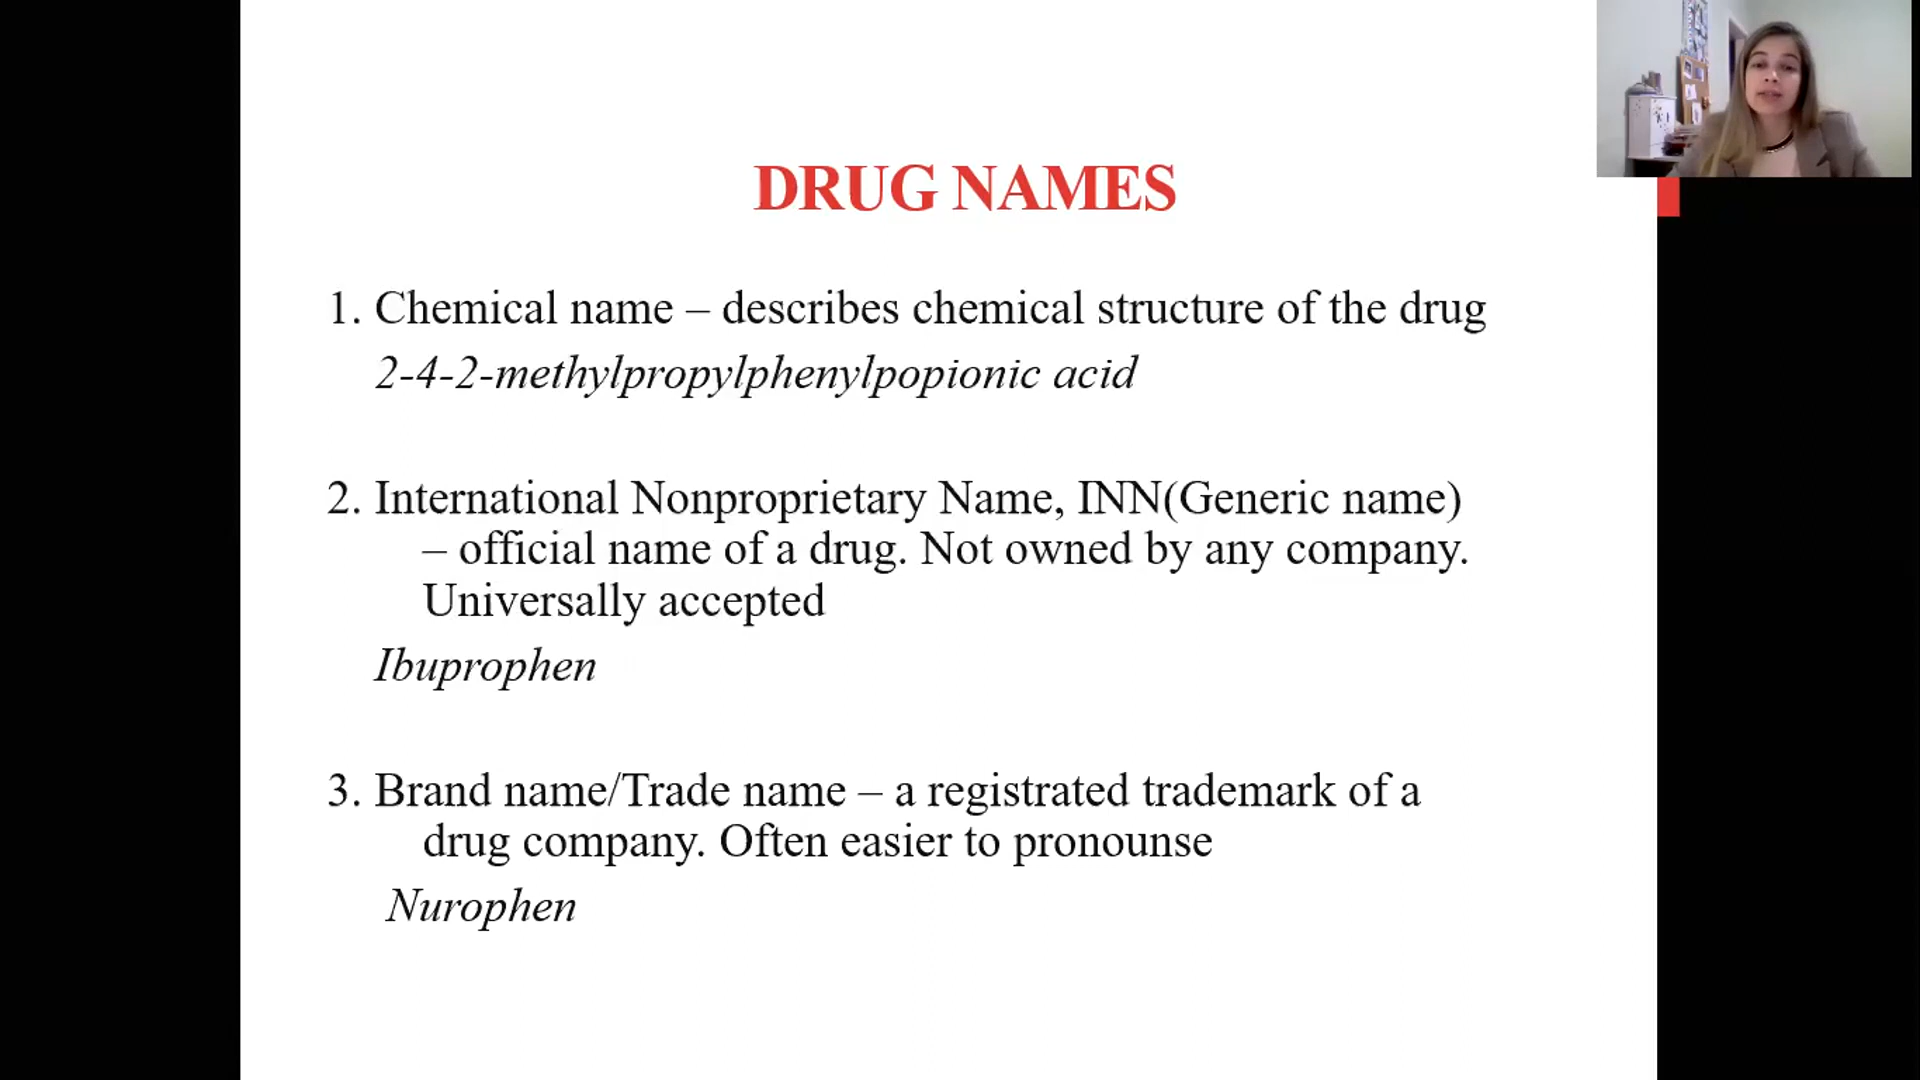 DRUG NAMES
1. Chemical name – describes chemical structure of the drug
2-4-2-methylpropylphenylpopionic acid
2. International Nonproprietary Name, INN(Generic name)
– official name of a drug. Not owned by any company.
Universally accepted
Ibuprophen
3. Brand name/Trade name – a registrated trademark of a
drug company. Often easier to pronounse
Nurophen